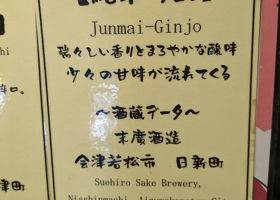 Junmai-Ginjo
瑞々しい香りとまろやかな酸味
少々の甘味が流れてくる
～酒蔵データ～
末廣酒造
会津若松市 日新町
Suehiro Sake Brewery,